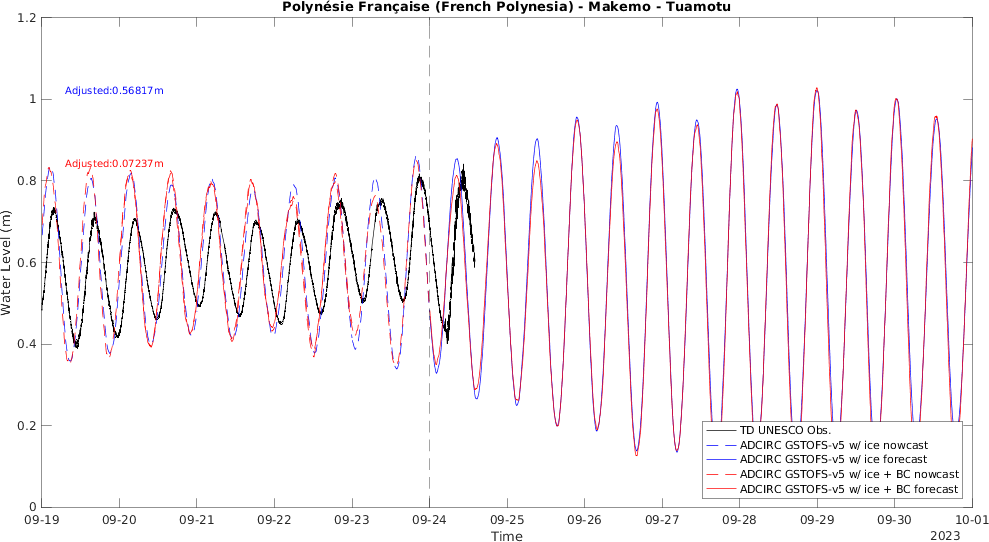 Polynésie Française (French Polynesia) - Makemo - Tuamotu
1.2
1
0.8
0.6
0.4
0.2
0
Water Level (m)
Adjusted:0.56817m
Adjusted:0.07237m
TD UNESCO Obs.
ADCIRC GSTOFS-v5 w/ ice nowcast
ADCIRC GSTOFS-v5 w/ ice forecast
ADCIRC GSTOFS-v5 w/ ice + BC nowcast
ADCIRC GSTOFS-v5 w/ ice + BC forecast
09-19 09-20 09-21 09-22 09-23 09-24 09-25 09-26 09-27 09-28 09-29 09-30 10-01
Time
2023